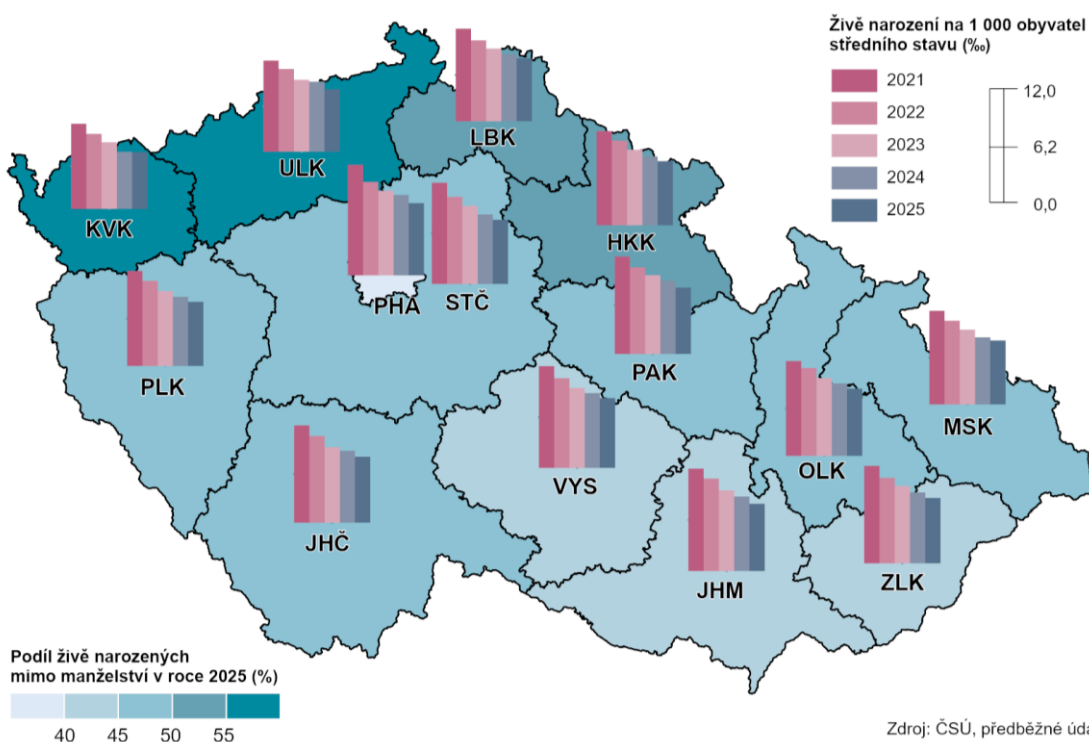 Živě narození na 1 000 obyvatel
středního stavu (‰)
2021
2022
2023
2024
2025
12,0
6,2
0,0
LBK
ULK
KVK
HKK
PHA
STČ
PLK
PAK
MSK
OLK
VYS
JHČ
JHM
ZLK
Podíl živě narozených
mimo manželství v roce 2025 (%)
40 45 50 55
Zdroj: ČSÚ, předběžné úda